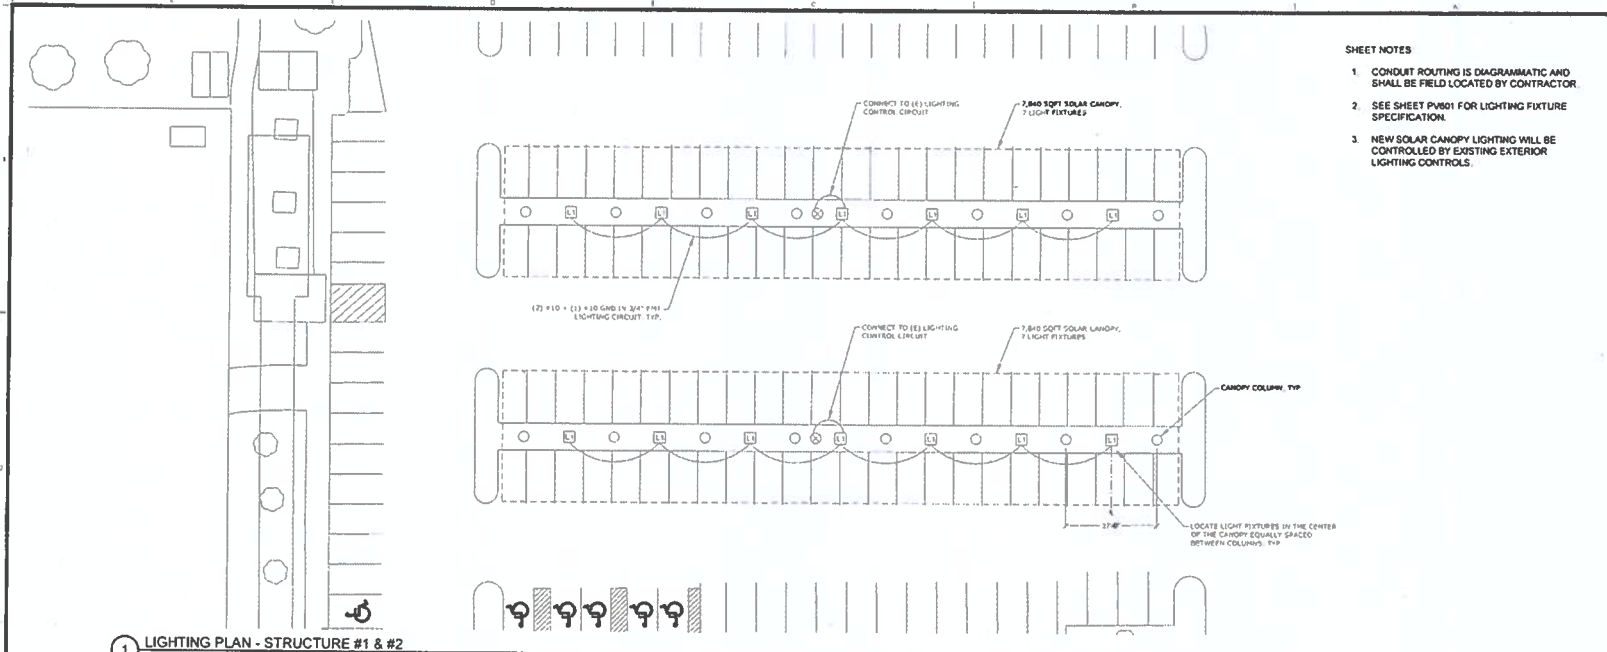 SHEET NOTES
1. CONDUIT ROUTING IS DIAGRAMMATIC AND
SHALL BE FIELD LOCATED BY CONTRACTOR.
2. SEE SHEET PV601 FOR LIGHTING FIXTURE
SPECIFICATION.
3. NEW SOLAR CANOPY LIGHTING WILL BE
CONTROLLED BY EXISTING EXTERIOR
LIGHTING CONTROLS.
CONNECT TO (E) LIGHTING
CONTROL CIRCUIT
7,840 SQFT SOLAR CANOPY,
7 LIGHT FIXTURES
L1 L1 L1 L1 L1 L1 L1
(2) #10 + (1) #10 GND IN 3/4" EMT
LIGHTING CIRCUIT, TYP.
CONNECT TO (E) LIGHTING
CONTROL CIRCUIT
7,840 SQFT SOLAR CANOPY,
7 LIGHT FIXTURES
CANOPY COLUMN, TYP
L1 L1 L1 L1 L1 L1 L1
LOCATE LIGHT FIXTURES IN THE CENTER
OF THE CANOPY EQUALLY SPACED
BETWEEN COLUMNS, TYP
1 LIGHTING PLAN - STRUCTURE #1 & #2